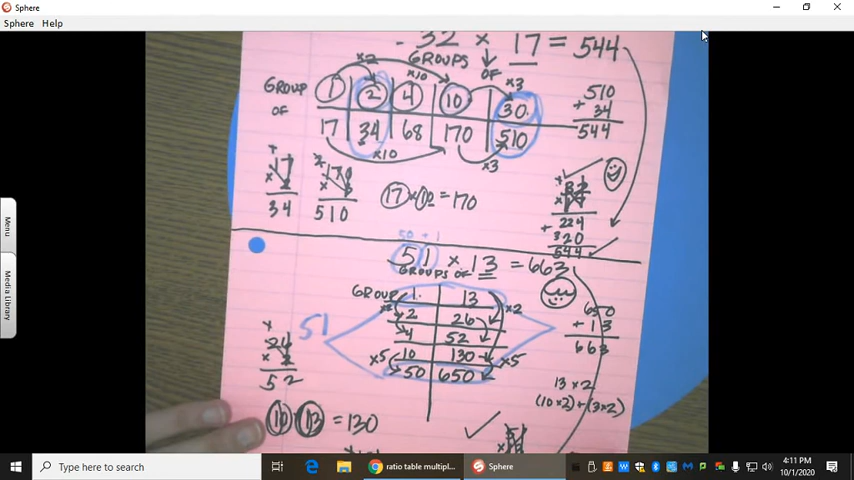 Sphere
Sphere Help
32 × 17 = 544
GROUPS OF
×2 ×10 ×3
GROUP OF
1 2 4 10 30
17 34 68 170 510
×10 ×3
510
+ 34
544
17
× 2
34
170
× 3
510
17 × 10 = 170
32
× 17
224
+ 320
544
50 + 1
51 × 13 = 663
GROUPS OF
GROUP 1 13
2 26
4 52
10 130
50 650
×2
×5 ×5
51
26
× 2
52
650
+ 13
663
13 × 2
(10 × 2) + (3 × 2)
10 × 13 = 130
Menu
Media Library
Type here to search
ratio table multipl...
Sphere
4:11 PM
10/1/2020